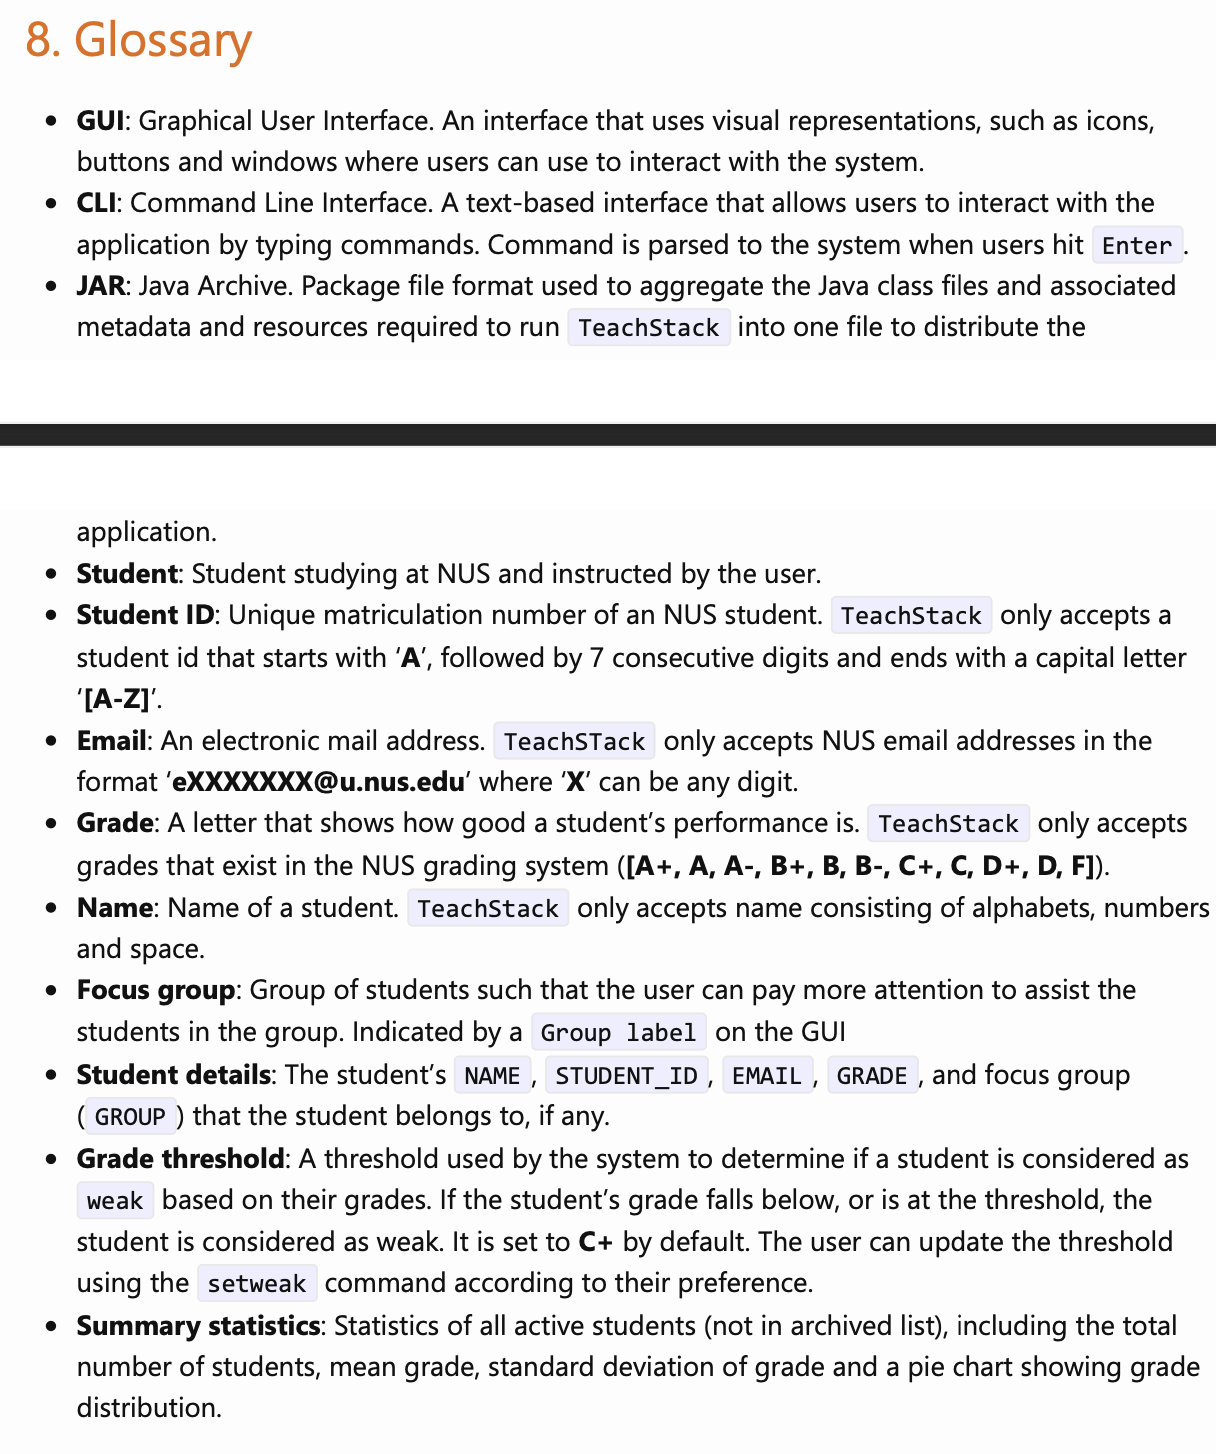 8. Glossary
• GUI: Graphical User Interface. An interface that uses visual representations, such as icons,
buttons and windows where users can use to interact with the system.
• CLI: Command Line Interface. A text-based interface that allows users to interact with the
application by typing commands. Command is parsed to the system when users hit Enter.
• JAR: Java Archive. Package file format used to aggregate the Java class files and associated
metadata and resources required to run TeachStack into one file to distribute the
application.
• Student: Student studying at NUS and instructed by the user.
• Student ID: Unique matriculation number of an NUS student. TeachStack only accepts a
student id that starts with ‘A’, followed by 7 consecutive digits and ends with a capital letter
‘[A-Z]’.
• Email: An electronic mail address. TeachSTack only accepts NUS email addresses in the
format ‘eXXXXXXX@u.nus.edu’ where ‘X’ can be any digit.
• Grade: A letter that shows how good a student’s performance is. TeachStack only accepts
grades that exist in the NUS grading system ([A+, A, A-, B+, B, B-, C+, C, D+, D, F]).
• Name: Name of a student. TeachStack only accepts name consisting of alphabets, numbers
and space.
• Focus group: Group of students such that the user can pay more attention to assist the
students in the group. Indicated by a Group label on the GUI
• Student details: The student’s NAME, STUDENT_ID, EMAIL, GRADE, and focus group
(GROUP) that the student belongs to, if any.
• Grade threshold: A threshold used by the system to determine if a student is considered as
weak based on their grades. If the student’s grade falls below, or is at the threshold, the
student is considered as weak. It is set to C+ by default. The user can update the threshold
using the setweak command according to their preference.
• Summary statistics: Statistics of all active students (not in archived list), including the total
number of students, mean grade, standard deviation of grade and a pie chart showing grade
distribution.